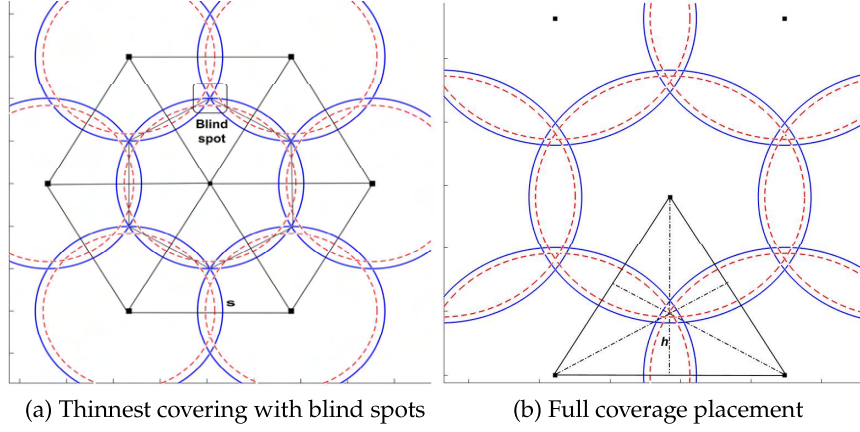 Blind
spot
s
h
(a) Thinnest covering with blind spots
(b) Full coverage placement